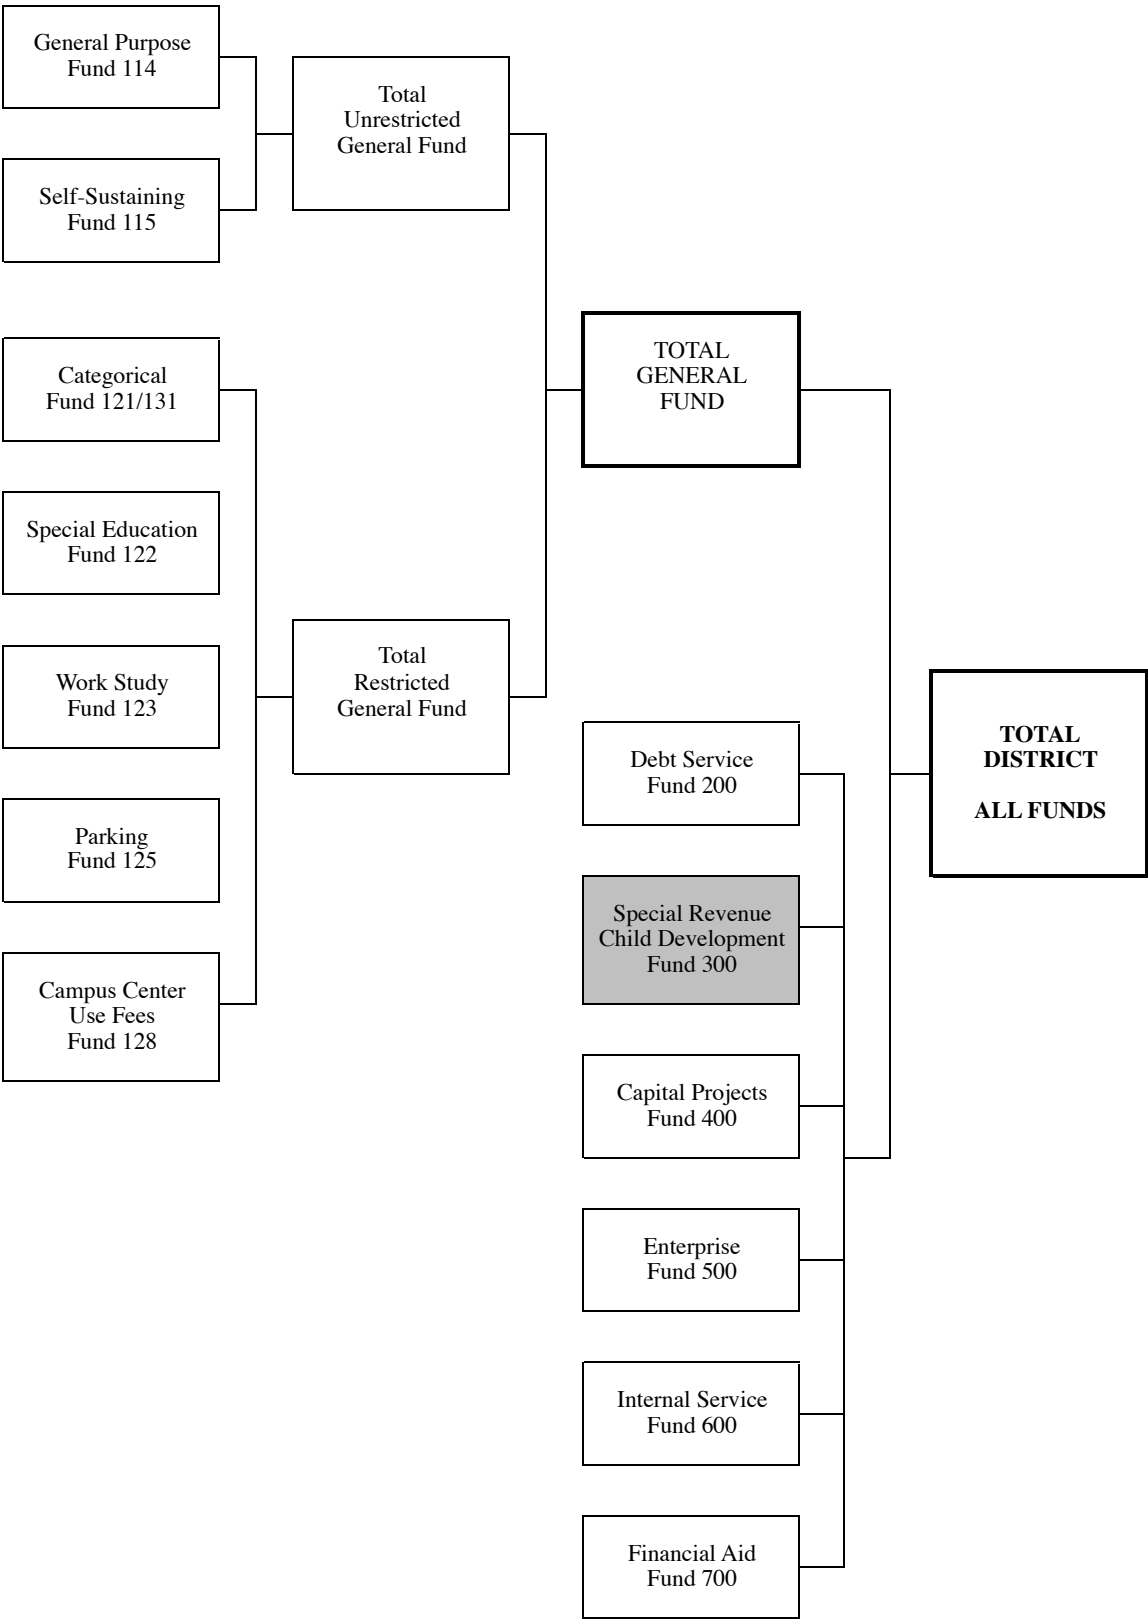 General Purpose
Fund 114
Self-Sustaining
Fund 115
Categorical
Fund 121/131
Special Education
Fund 122
Work Study
Fund 123
Parking
Fund 125
Campus Center
Use Fees
Fund 128
Total
Unrestricted
General Fund
Total
Restricted
General Fund
TOTAL
GENERAL
FUND
Debt Service
Fund 200
Special Revenue
Child Development
Fund 300
Capital Projects
Fund 400
Enterprise
Fund 500
Internal Service
Fund 600
Financial Aid
Fund 700
TOTAL
DISTRICT
ALL FUNDS